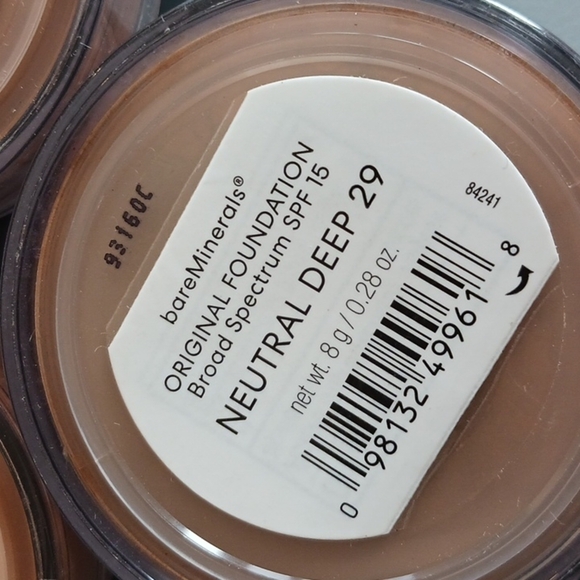 bareMinerals®
ORIGINAL FOUNDATION
Broad Spectrum SPF 15
NEUTRAL DEEP 29
net wt. 8 g / 0.28 oz.
84241
0 98132 49961 8
93160C